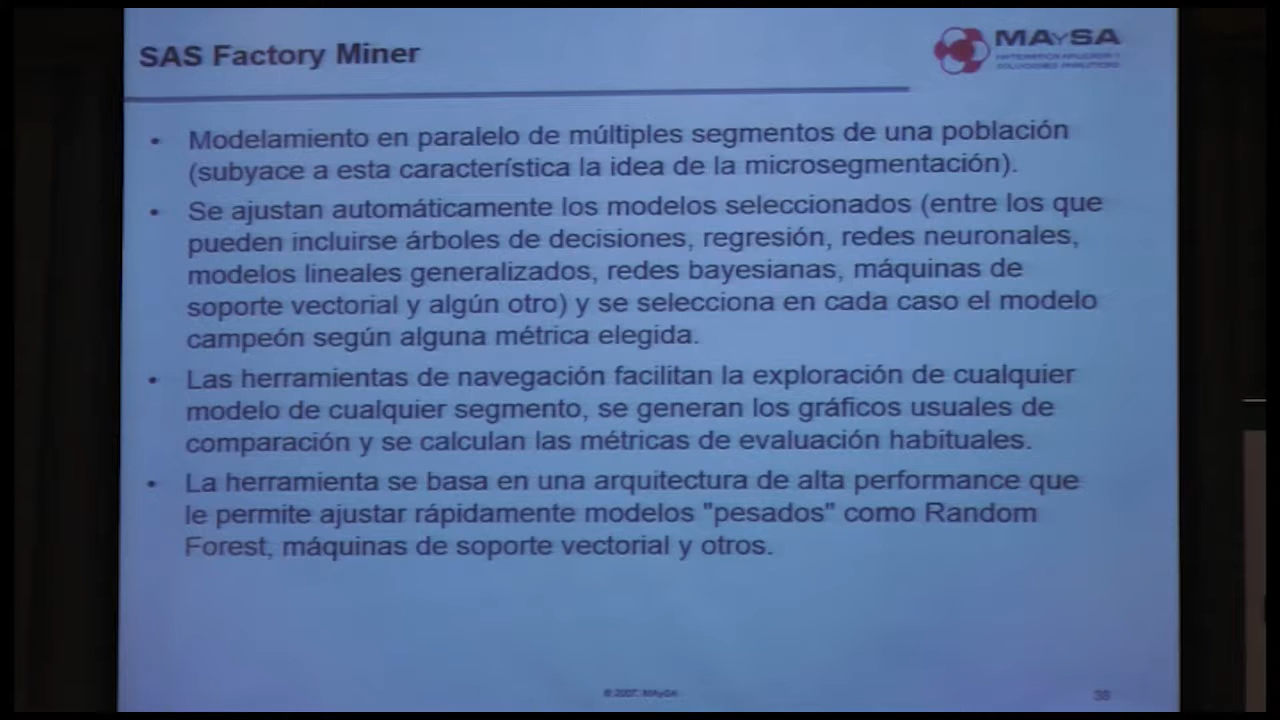 SAS Factory Miner
MAySA
• Modelamiento en paralelo de múltiples segmentos de una población
(subyace a esta característica la idea de la microsegmentación).
• Se ajustan automáticamente los modelos seleccionados (entre los que
pueden incluirse árboles de decisiones, regresión, redes neuronales,
modelos lineales generalizados, redes bayesianas, máquinas de
soporte vectorial y algún otro) y se selecciona en cada caso el modelo
campeón según alguna métrica elegida.
• Las herramientas de navegación facilitan la exploración de cualquier
modelo de cualquier segmento, se generan los gráficos usuales de
comparación y se calculan las métricas de evaluación habituales.
• La herramienta se basa en una arquitectura de alta performance que
le permite ajustar rápidamente modelos "pesados" como Random
Forest, máquinas de soporte vectorial y otros.
© 2007, MAySA